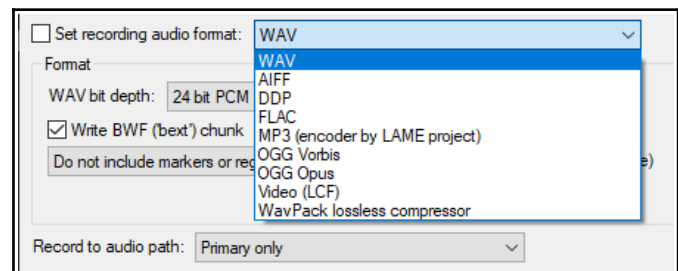 Set recording audio format: WAV
WAV
Format
AIFF
WAV bit depth: 24 bit PCM
DDP
FLAC
Write BWF ('bext') chunk
MP3 (encoder by LAME project)
OGG Vorbis
Do not include markers or reg
e)
OGG Opus
Video (LCF)
WavPack lossless compressor
Record to audio path: Primary only